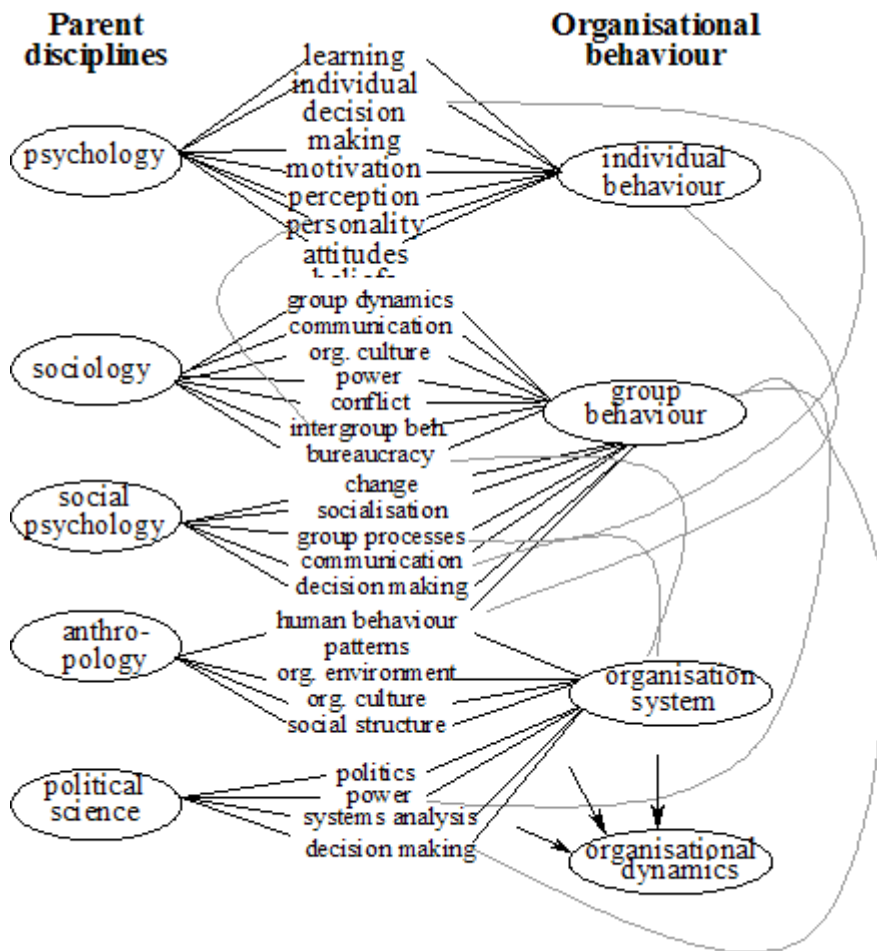 Parent
disciplines
Organisational
behaviour
psychology
learning
individual
decision
making
motivation
perception
personality
attitudes
beliefs
individual
behaviour
sociology
group dynamics
communication
org. culture
power
conflict
intergroup beh.
bureaucracy
group
behaviour
social
psychology
change
socialisation
group processes
communication
decision making
anthro-
pology
human behaviour
patterns
org. environment
org. culture
social structure
organisation
system
political
science
politics
power
systems analysis
decision making
organisational
dynamics